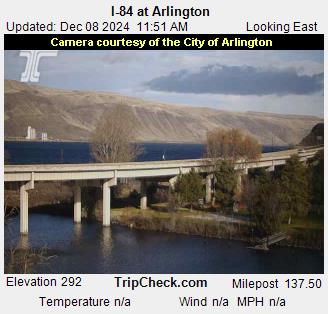 I-84 at Arlington
Updated: Dec 08 2024 11:51 AM Looking East
Camera courtesy of the City of Arlington
Elevation 292 TripCheck.com Milepost 137.50
Temperature n/a Wind n/a MPH n/a